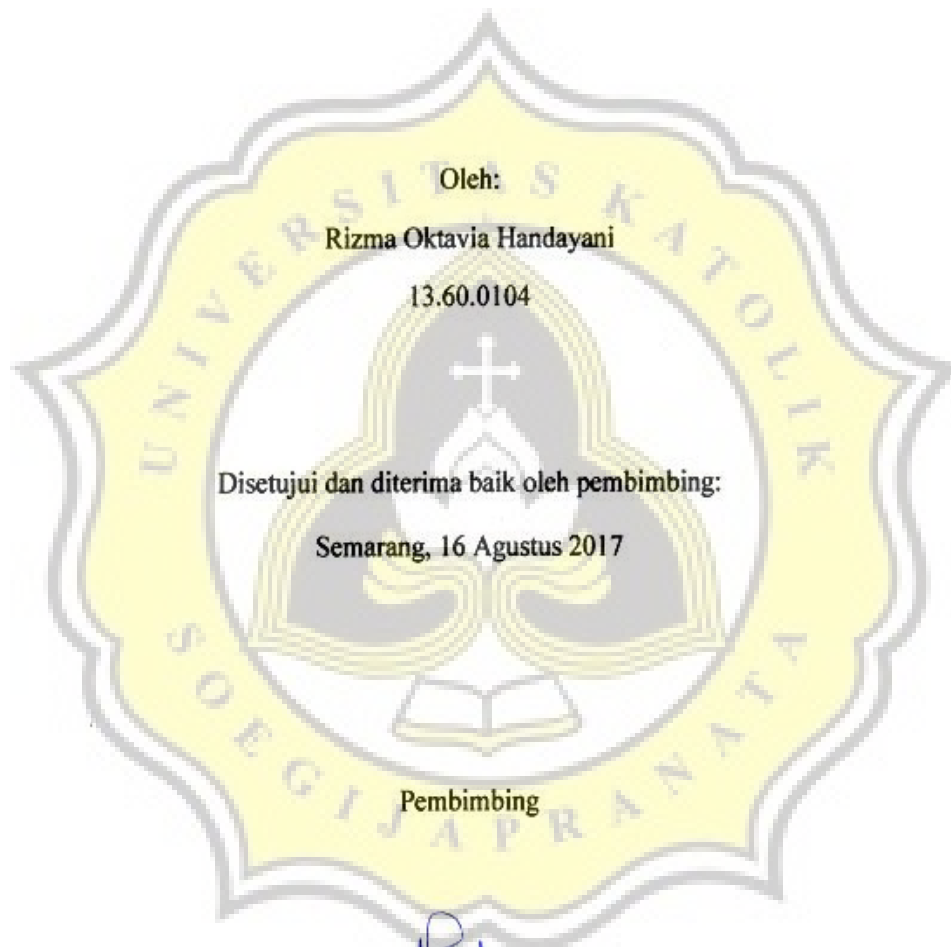 Oleh:
Rizma Oktavia Handayani
13.60.0104
Disetujui dan diterima baik oleh pembimbing:
Semarang, 16 Agustus 2017
Pembimbing
UNIVERSITAS KATOLIK
SOEGIJAPRANATA